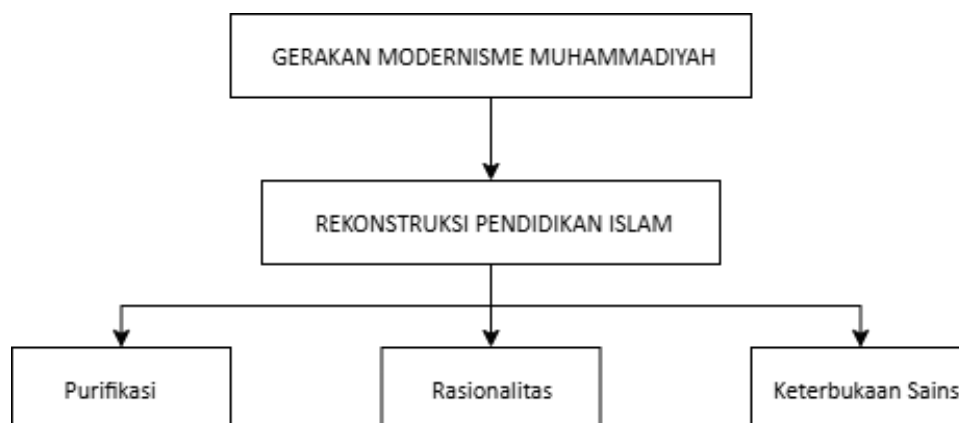 GERAKAN MODERNISME MUHAMMADIYAH
REKONSTRUKSI PENDIDIKAN ISLAM
Purifikasi
Rasionalitas
Keterbukaan Sains